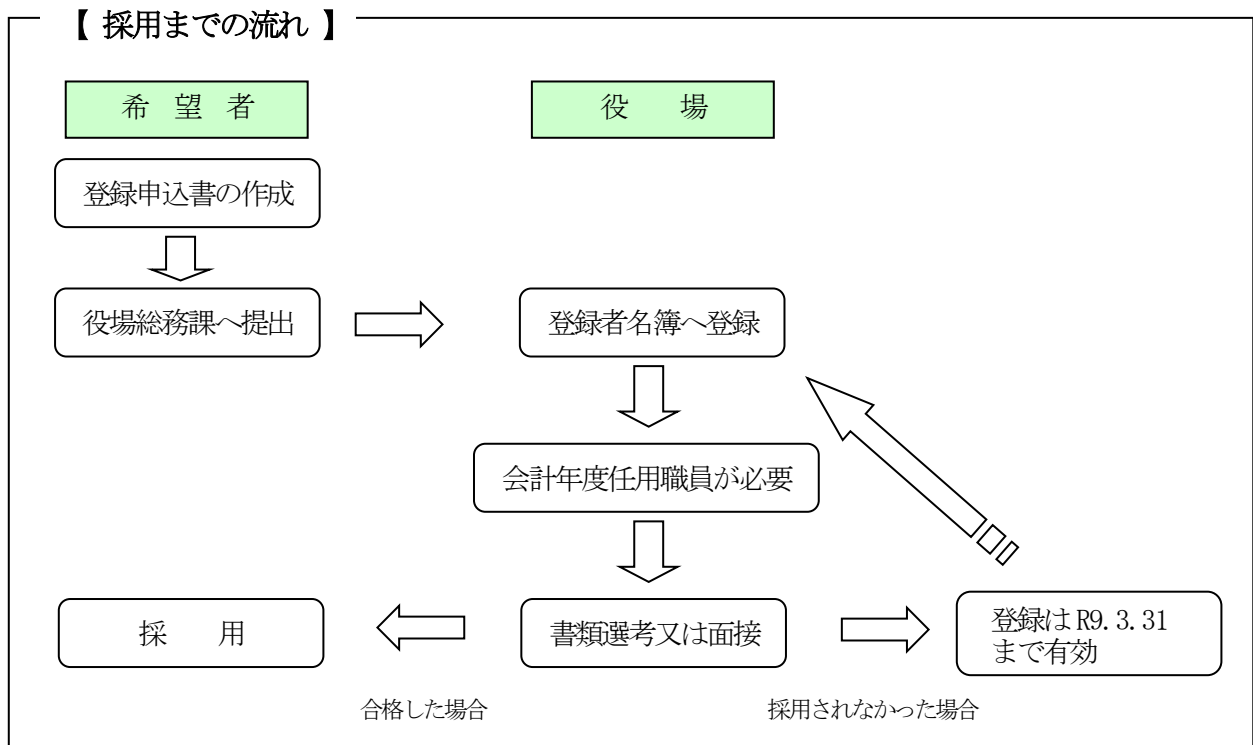 【 採用までの流れ 】
希 望 者
役 場
登録申込書の作成
役場総務課へ提出
登録者名簿へ登録
会計年度任用職員が必要
採 用
書類選考又は面接
登録は R9.3.31
まで有効
合格した場合
採用されなかった場合